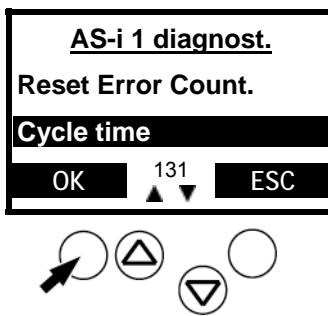 AS-i 1 diagnost.
Reset Error Count.
Cycle time
OK 131 ESC